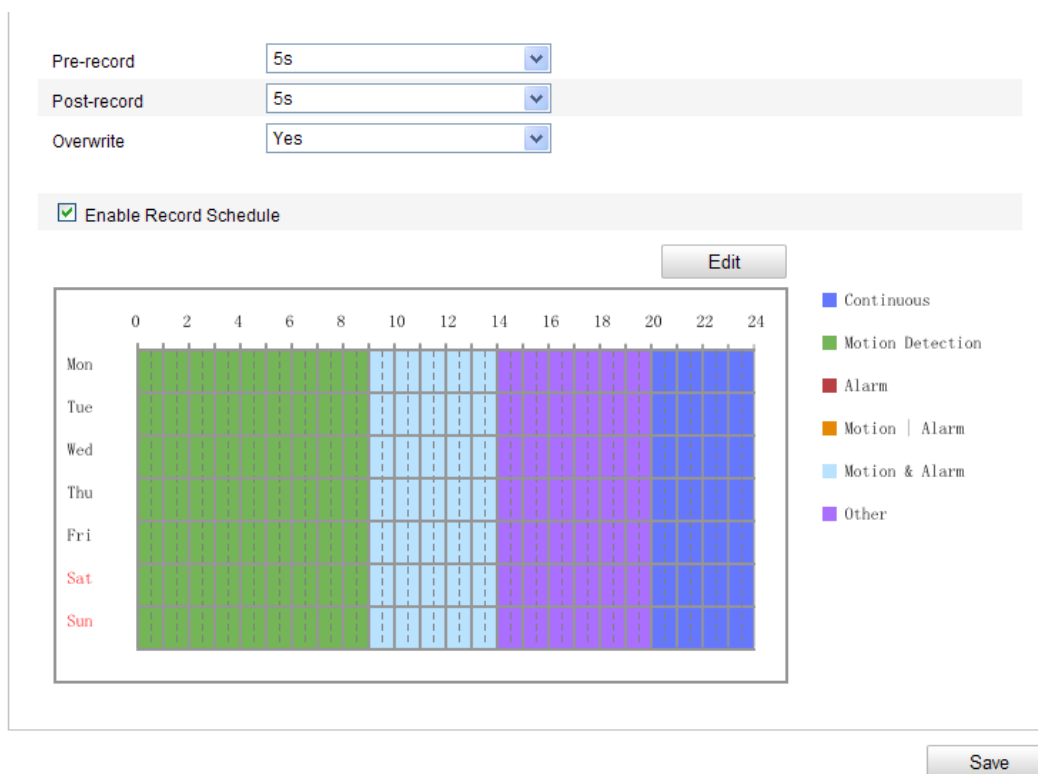 Pre-record 5s
Post-record 5s
Overwrite Yes
Enable Record Schedule
Edit
0 2 4 6 8 10 12 14 16 18 20 22 24
Mon
Tue
Wed
Thu
Fri
Sat
Sun
Continuous
Motion Detection
Alarm
Motion | Alarm
Motion & Alarm
Other
Save